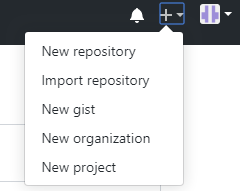 New repository
Import repository
New gist
New organization
New project